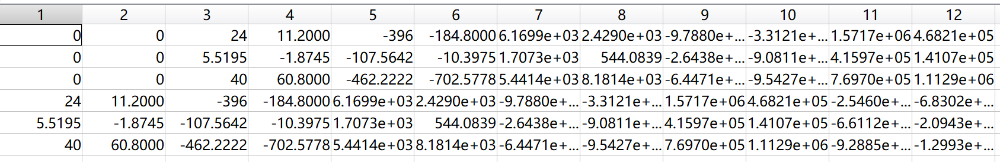 1 2 3 4 5 6 7 8 9 10 11 12
0 0 24 11.2000 -396 -184.8000 6.1699e+03 2.4290e+03 -9.7880e+... -3.3121e+... 1.5717e+06 4.6821e+05
0 0 5.5195 -1.8745 -107.5642 -10.3975 1.7073e+03 544.0839 -2.6438e+... -9.0811e+... 4.1597e+05 1.4107e+05
0 0 40 60.8000 -462.2222 -702.5778 5.4414e+03 8.1814e+03 -6.4471e+... -9.5427e+... 7.6970e+05 1.1129e+06
24 11.2000 -396 -184.8000 6.1699e+03 2.4290e+03 -9.7880e+... -3.3121e+... 1.5717e+06 4.6821e+05 -2.5460e+... -6.8302e+...
5.5195 -1.8745 -107.5642 -10.3975 1.7073e+03 544.0839 -2.6438e+... -9.0811e+... 4.1597e+05 1.4107e+05 -6.6112e+... -2.0943e+...
40 60.8000 -462.2222 -702.5778 5.4414e+03 8.1814e+03 -6.4471e+... -9.5427e+... 7.6970e+05 1.1129e+06 -9.2885e+... -1.2993e+...